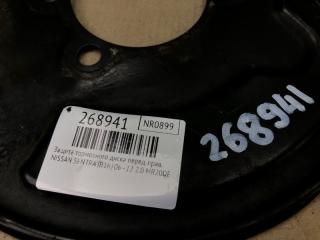 268941 NR0899
268941
Защита тормозного диска перед. прав.
NISSAN SENTRA (B16) 06-12 2.0 MR20DE